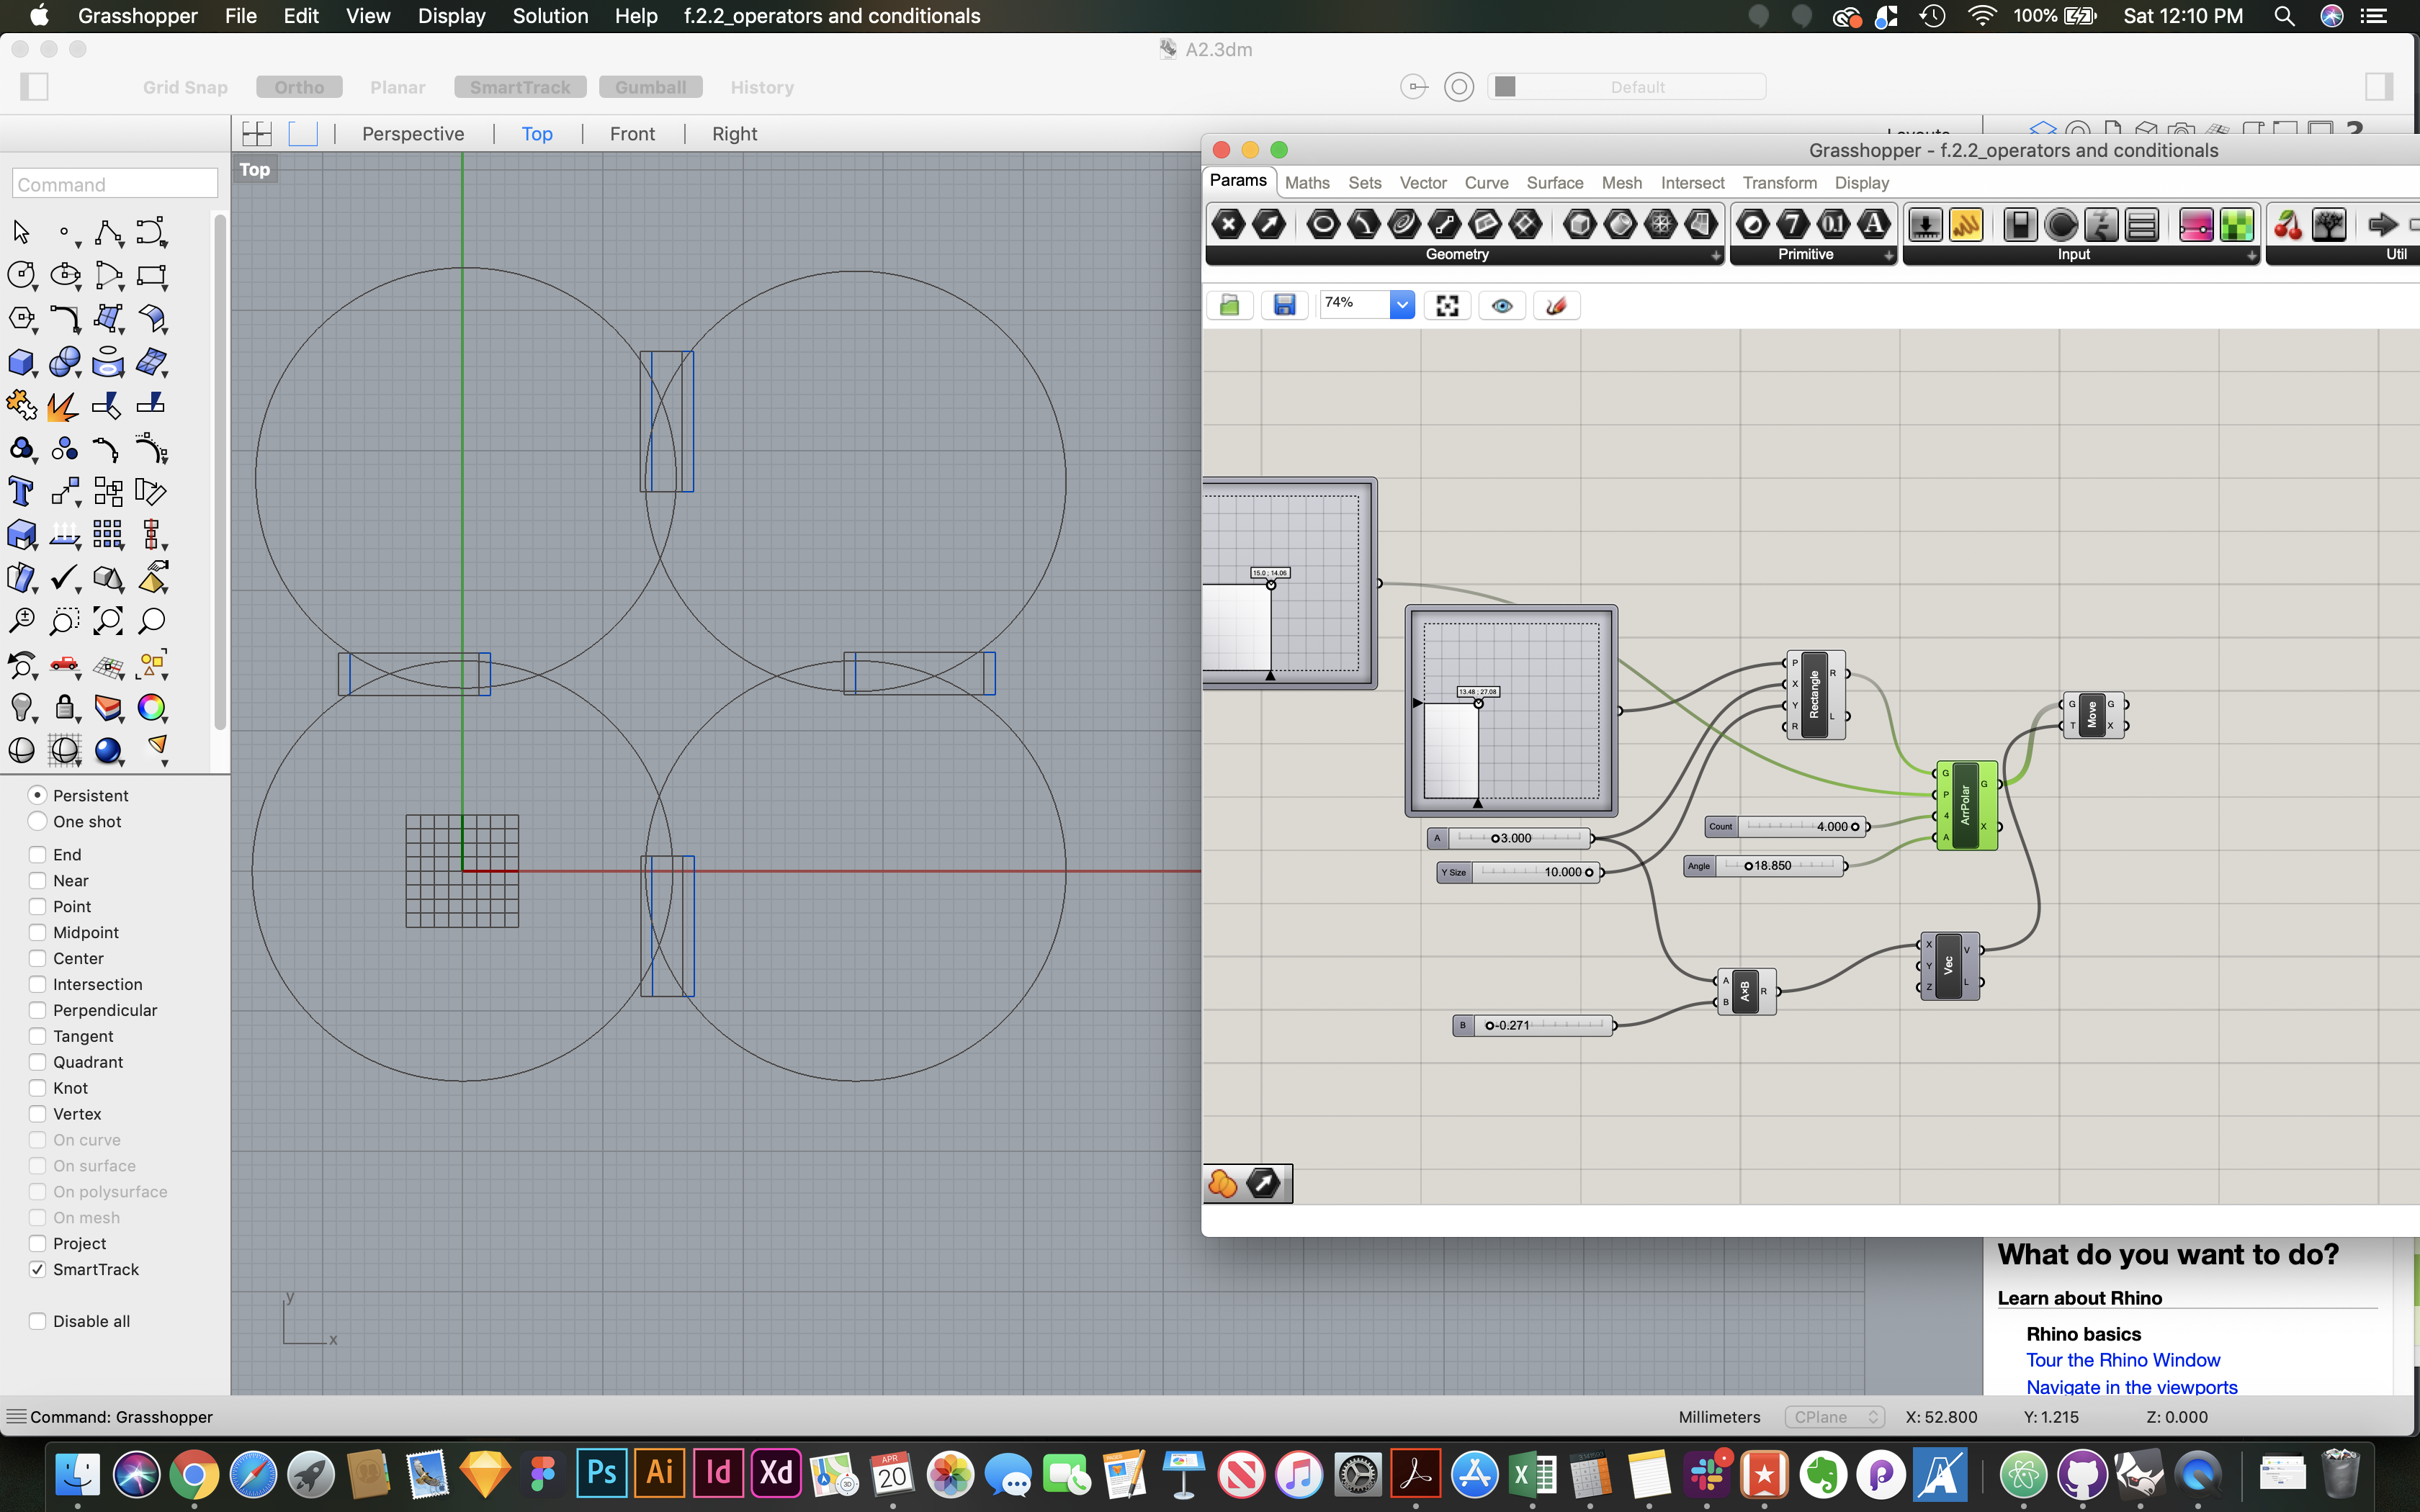 Grasshopper File Edit View Display Solution Help f.2.2_operators and conditionals 100% Sat 12:10 PM
A2.3dm
Grid Snap Ortho Planar SmartTrack Gumball History Default
Perspective Top Front Right
Top
Command
Persistent
One shot
End
Near
Point
Midpoint
Center
Intersection
Perpendicular
Tangent
Quadrant
Knot
Vertex
On curve
On surface
On polysurface
On mesh
Project
SmartTrack
Disable all
y
x
Grasshopper - f.2.2_operators and conditionals
Params Maths Sets Vector Curve Surface Mesh Intersect Transform Display
Geometry Primitive Input Util
74%
15.0 ; 14.06
13.48 ; 27.08
P
X
Y
R
Rectangle
R
L
G
T
Move
G
X
G
P
4
A
ArrPolar
G
X
A 3.000
Y Size 10.000
Count 4.000
Angle 18.850
A
B
A×B
R
X
Y
Z
Vec
V
L
B -0.271
What do you want to do?
Learn about Rhino
Rhino basics
Tour the Rhino Window
Navigate in the viewports
Command: Grasshopper
Millimeters CPlane X: 52.800 Y: 1.215 Z: 0.000
Ps Ai Id Xd
APR
20
3D